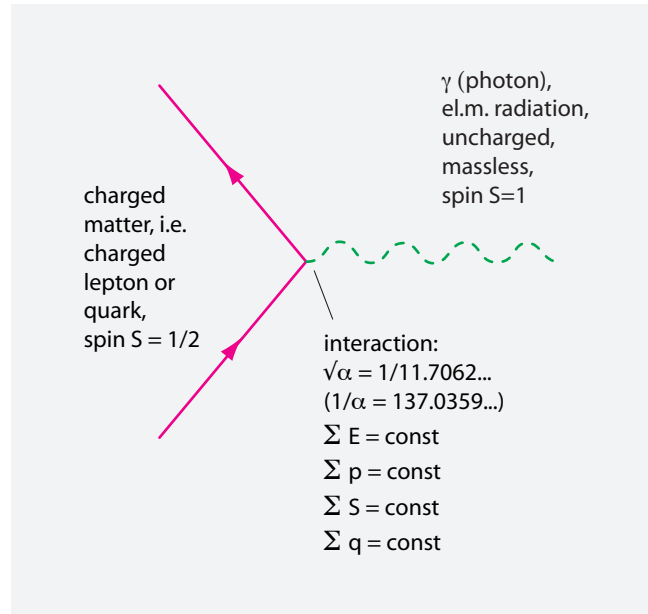 γ (photon),
el.m. radiation,
uncharged,
massless,
spin S=1
charged
matter, i.e.
charged
lepton or
quark,
spin S = 1/2
interaction:
√α = 1/11.7062...
(1/α = 137.0359...)
Σ E = const
Σ p = const
Σ S = const
Σ q = const